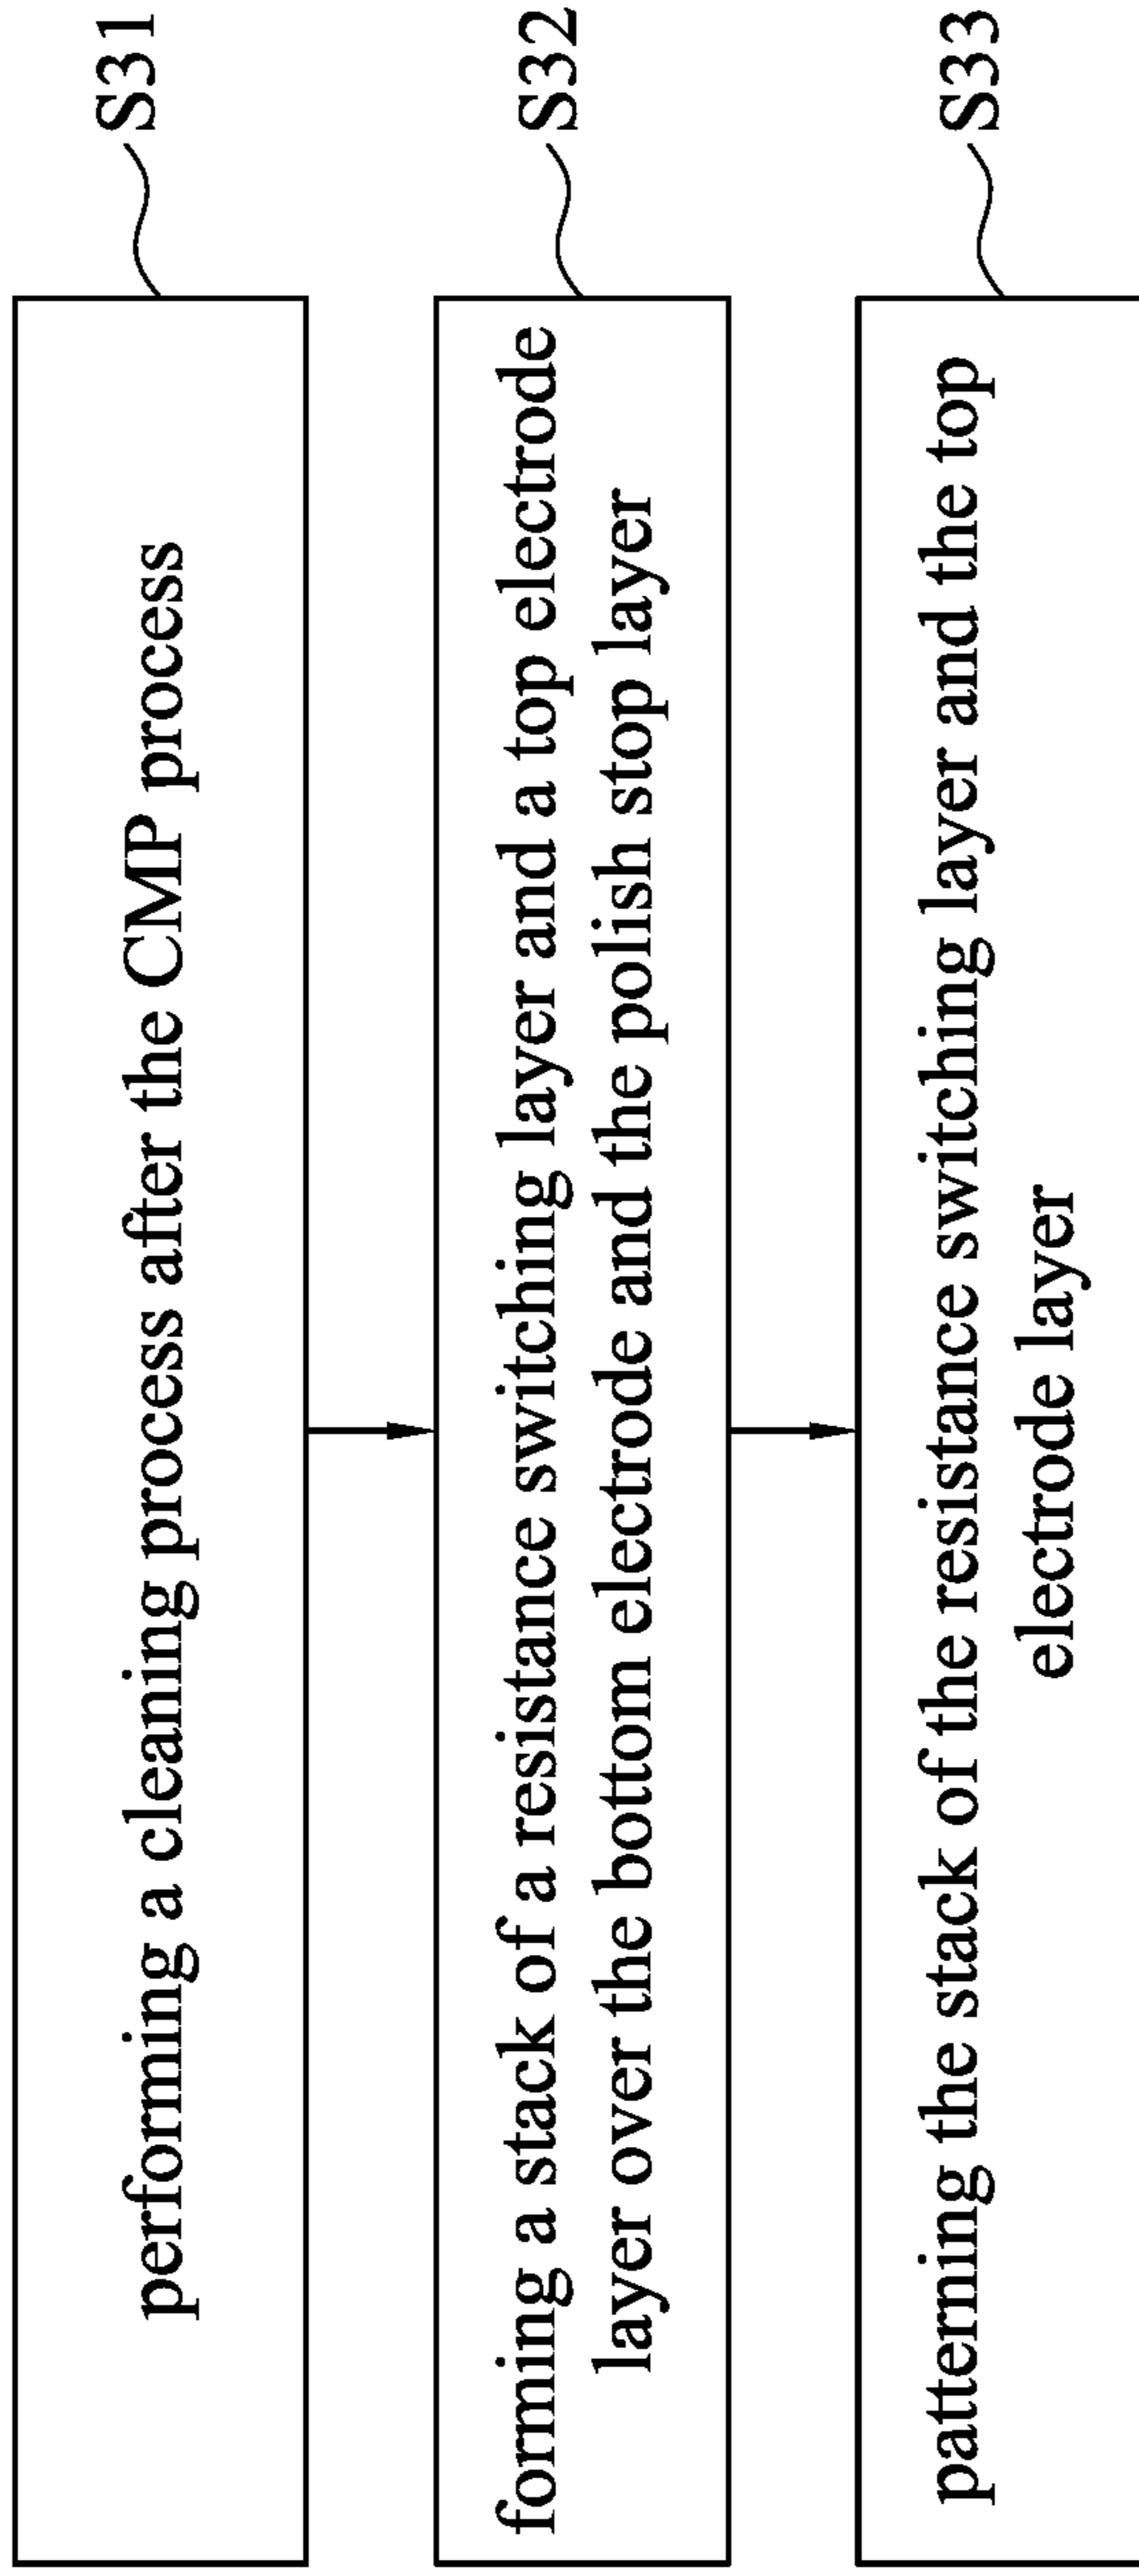 performing a cleaning process after the CMP process
S31
forming a stack of a resistance switching layer and a top electrode
layer over the bottom electrode and the polish stop layer
S32
patterning the stack of the resistance switching layer and the top
electrode layer
S33